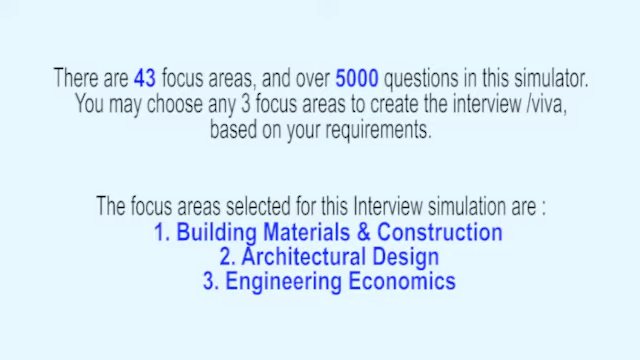 There are 43 focus areas, and over 5000 questions in this simulator.
You may choose any 3 focus areas to create the interview /viva,
based on your requirements.
The focus areas selected for this Interview simulation are :
1. Building Materials & Construction
2. Architectural Design
3. Engineering Economics